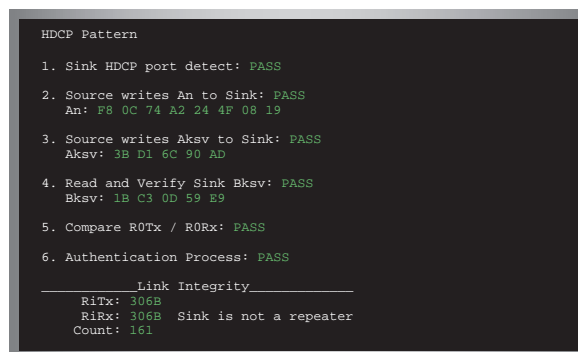 HDCP Pattern
1. Sink HDCP port detect: PASS
2. Source writes An to Sink: PASS
An: F8 0C 74 A2 24 4F 08 19
3. Source writes Aksv to Sink: PASS
Aksv: 3B D1 6C 90 AD
4. Read and Verify Sink Bksv: PASS
Bksv: 1B C3 0D 59 E9
5. Compare R0Tx / R0Rx: PASS
6. Authentication Process: PASS
____________Link Integrity_____________
RiTx: 306B
RiRx: 306B Sink is not a repeater
Count: 161